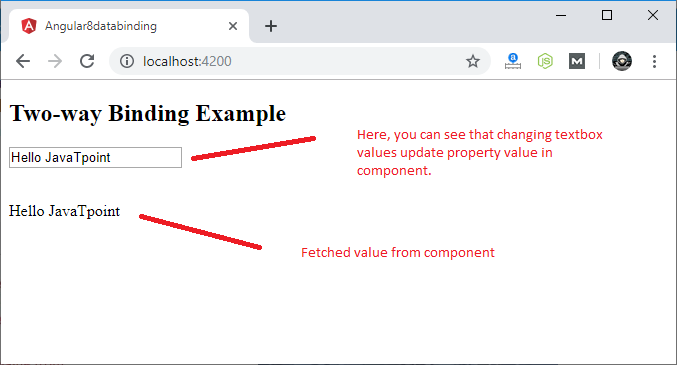 Angular8databinding
localhost:4200
Two-way Binding Example
Hello JavaTpoint
Here, you can see that changing textbox
values update property value in
component.
Hello JavaTpoint
Fetched value from component